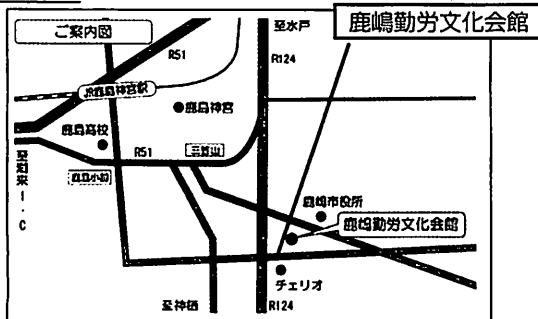 ご案内図
至水戸
鹿嶋勤労文化会館
R51
R124
JR鹿島神宮駅
鹿島神宮
鹿島高校
R51
三笠山
至潮来I・C
鹿島小前
鹿嶋市役所
鹿嶋勤労文化会館
チェリオ
至神栖
R124